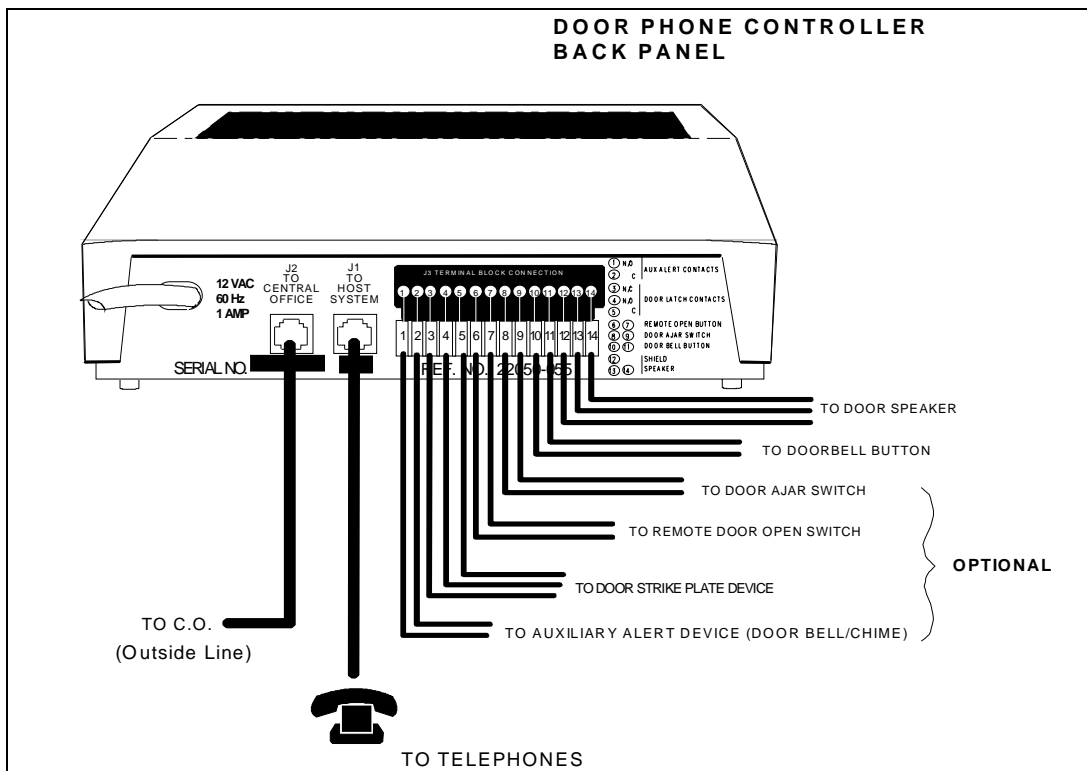 DOOR PHONE CONTROLLER
BACK PANEL
12 VAC
60 Hz
1 AMP
J2
TO
CENTRAL
OFFICE
J1
TO
HOST
SYSTEM
J3 TERMINAL BLOCK CONNECTION
1 2 3 4 5 6 7 8 9 10 11 12 13 14
1 2 3 4 5 6 7 8 9 10 11 12 13 14
1 N/O
2 C
AUX ALERT CONTACTS
3 N/C
4 N/O
5 C
DOOR LATCH CONTACTS
6 7 REMOTE OPEN BUTTON
8 9 DOOR AJAR SWITCH
10 11 DOOR BELL BUTTON
12 SHIELD
13 14 SPEAKER
SERIAL NO.
REF. NO. 22050-055
TO DOOR SPEAKER
TO DOORBELL BUTTON
TO DOOR AJAR SWITCH
TO REMOTE DOOR OPEN SWITCH
OPTIONAL
TO DOOR STRIKE PLATE DEVICE
TO AUXILIARY ALERT DEVICE (DOOR BELL/CHIME)
TO C.O.
(Outside Line)
TO TELEPHONES